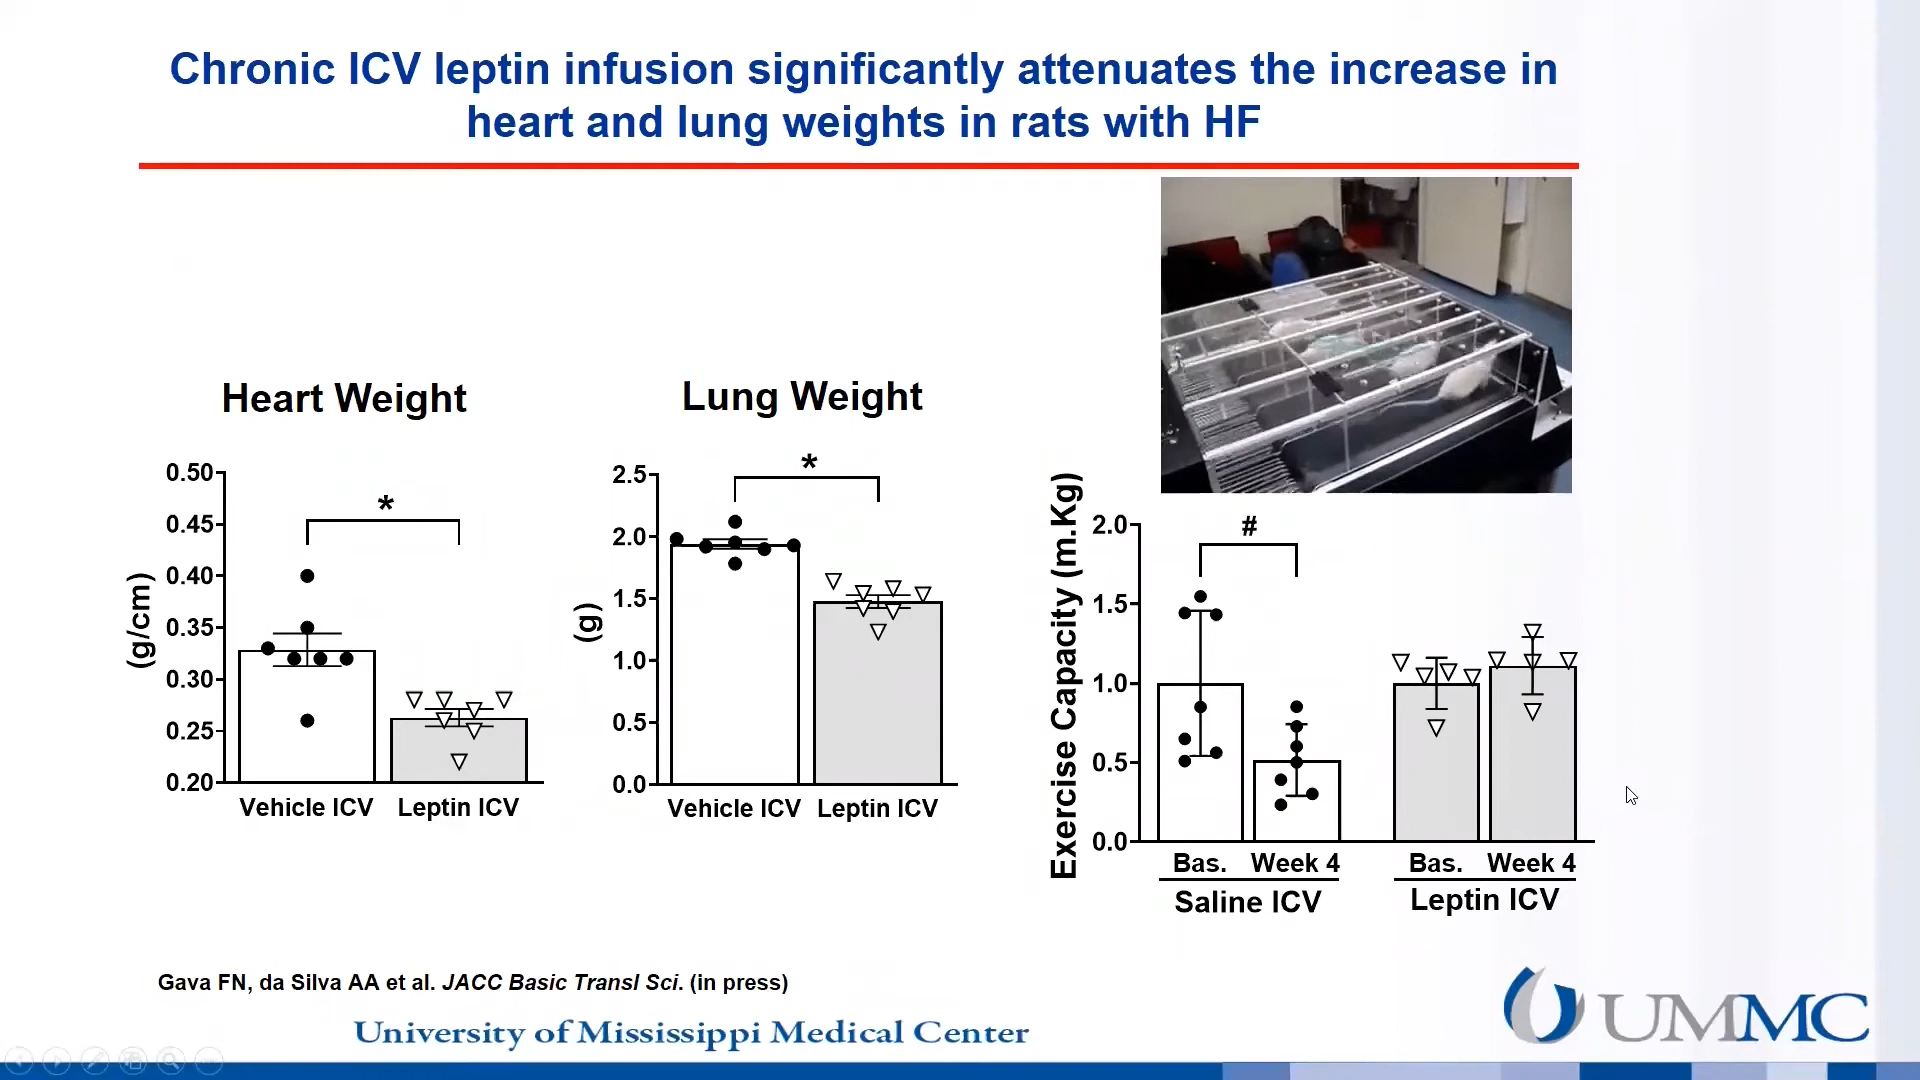 Chronic ICV leptin infusion significantly attenuates the increase in
heart and lung weights in rats with HF
Heart Weight
(g/cm)
0.50
0.45
0.40
0.35
0.30
0.25
0.20
*
Vehicle ICV
Leptin ICV
Lung Weight
(g)
2.5
2.0
1.5
1.0
0.5
0.0
*
Vehicle ICV
Leptin ICV
Exercise Capacity (m.Kg)
2.0
1.5
1.0
0.5
0.0
#
Bas. Week 4
Saline ICV
Bas. Week 4
Leptin ICV
Gava FN, da Silva AA et al. JACC Basic Transl Sci. (in press)
University of Mississippi Medical Center
UMMC